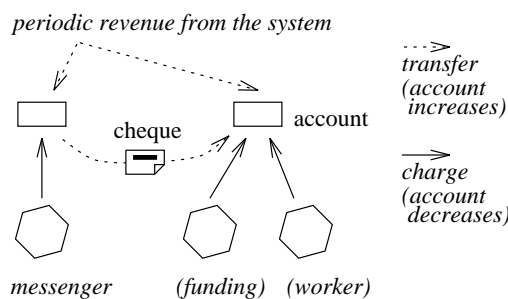 periodic revenue from the system
transfer
(account
increases)
cheque
account
charge
(account
decreases)
messenger
(funding)
(worker)